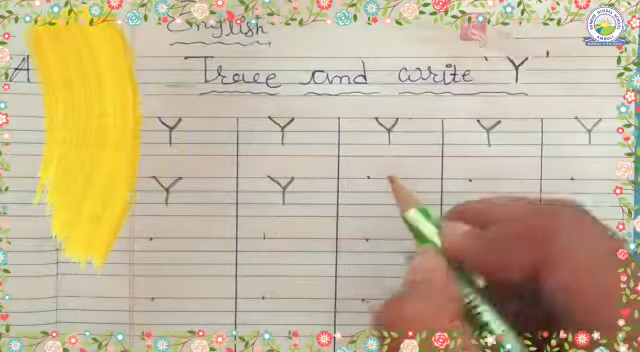 English
A
Trace and write 'Y'
Y Y Y Y Y
Y Y